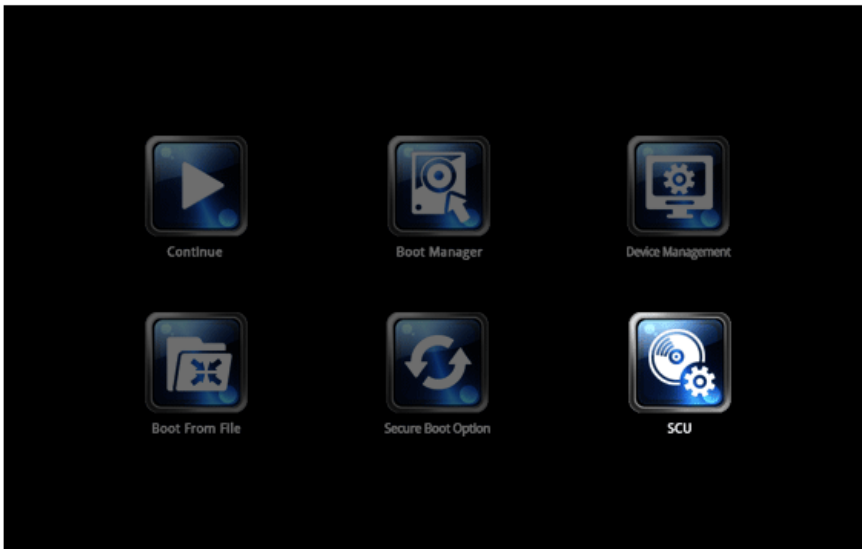 Continue
Boot Manager
Device Management
Boot From File
Secure Boot Option
SCU